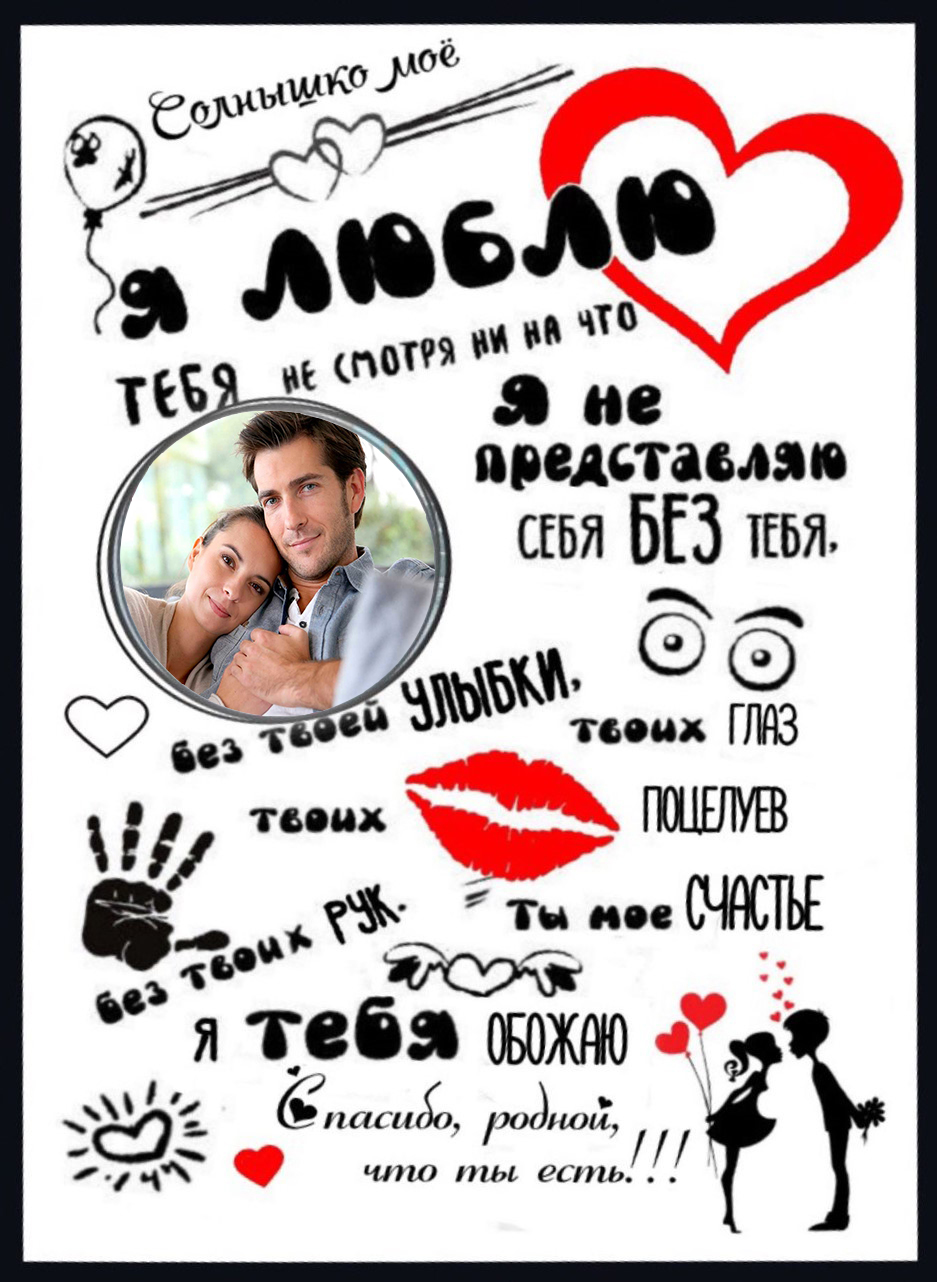 Солнышко моё
Я ЛЮБЛЮ
ТЕБЯ НЕ СМОТРЯ НИ НА ЧТО
Я не
представляю
СЕБЯ БЕЗ ТЕБЯ,
без твоей УЛЫБКИ,
твоих ГЛАЗ
твоих ПОЦЕЛУЕВ
без твоих РУК.
Ты мое СЧАСТЬЕ
Я тебя ОБОЖАЮ
Спасибо, родной,
что ты есть!!!